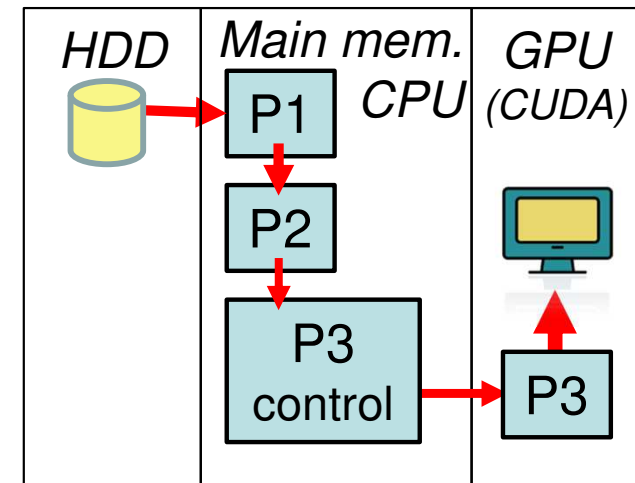 HDD
Main mem.
CPU
GPU
(CUDA)
P1
P2
P3
control
P3